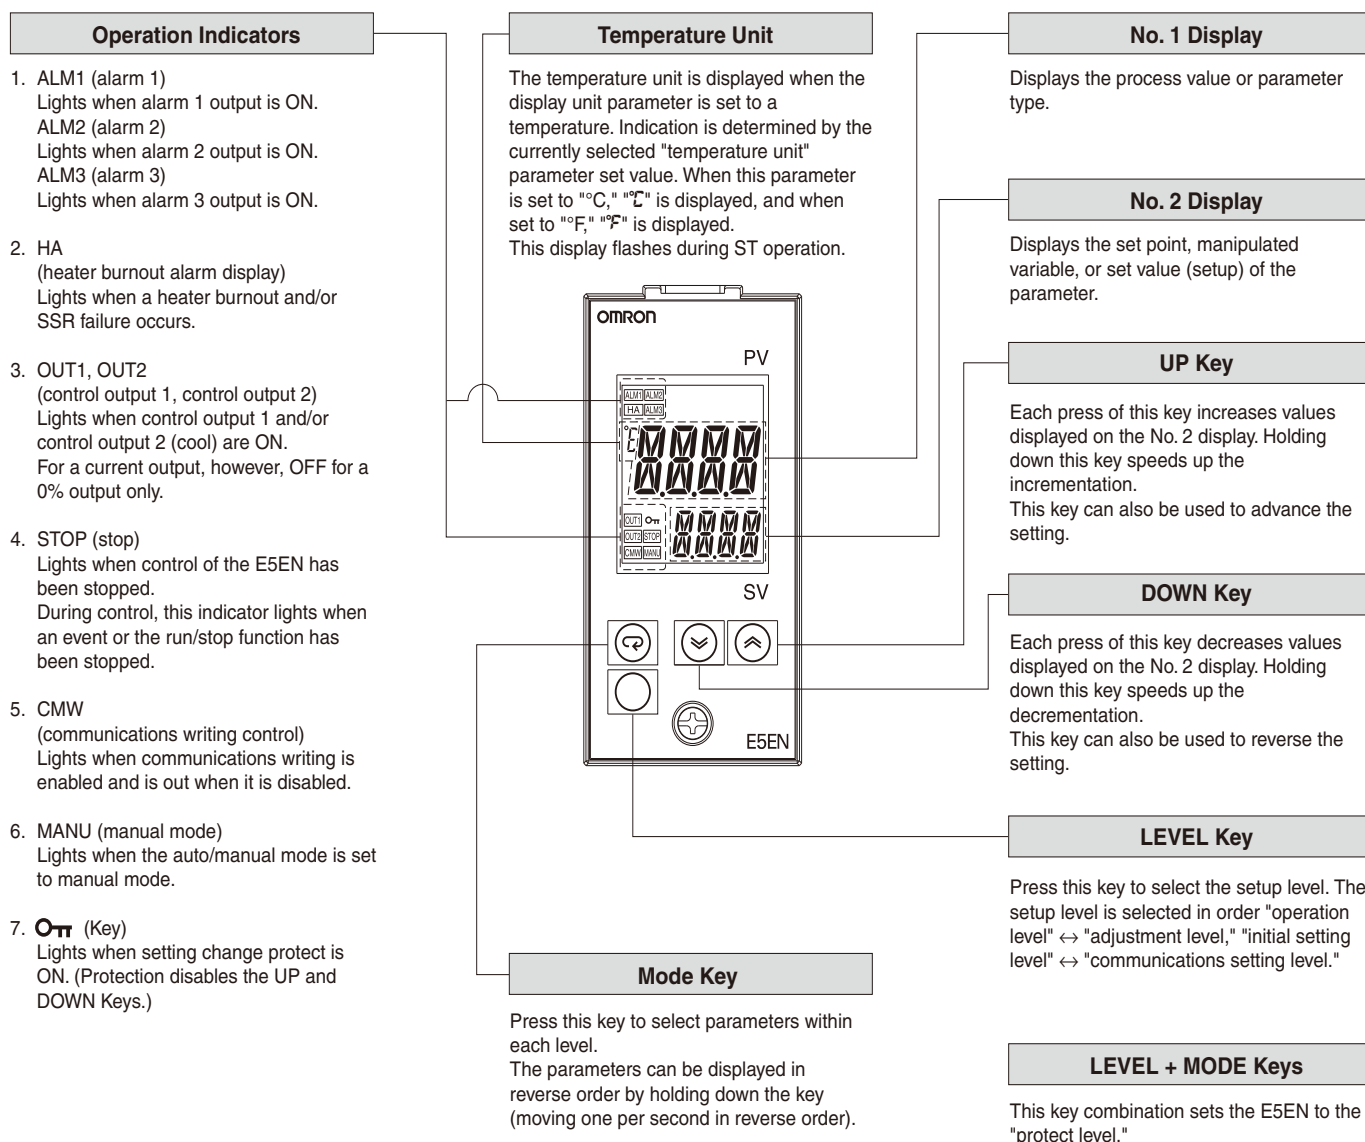 Operation Indicators
1. ALM1 (alarm 1)
Lights when alarm 1 output is ON.
ALM2 (alarm 2)
Lights when alarm 2 output is ON.
ALM3 (alarm 3)
Lights when alarm 3 output is ON.
2. HA
(heater burnout alarm display)
Lights when a heater burnout and/or
SSR failure occurs.
3. OUT1, OUT2
(control output 1, control output 2)
Lights when control output 1 and/or
control output 2 (cool) are ON.
For a current output, however, OFF for a
0% output only.
4. STOP (stop)
Lights when control of the E5EN has
been stopped.
During control, this indicator lights when
an event or the run/stop function has
been stopped.
5. CMW
(communications writing control)
Lights when communications writing is
enabled and is out when it is disabled.
6. MANU (manual mode)
Lights when the auto/manual mode is set
to manual mode.
7. (Key)
Lights when setting change protect is
ON. (Protection disables the UP and
DOWN Keys.)
Temperature Unit
The temperature unit is displayed when the
display unit parameter is set to a
temperature. Indication is determined by the
currently selected "temperature unit"
parameter set value. When this parameter
is set to "°C," "°C" is displayed, and when
set to "°F," "°F" is displayed.
This display flashes during ST operation.
OMRON
PV
ALM1 ALM2
HA ALM3
°C
OUT1
OUT2 STOP
CMW MANU
SV
E5EN
Mode Key
Press this key to select parameters within
each level.
The parameters can be displayed in
reverse order by holding down the key
(moving one per second in reverse order).
No. 1 Display
Displays the process value or parameter
type.
No. 2 Display
Displays the set point, manipulated
variable, or set value (setup) of the
parameter.
UP Key
Each press of this key increases values
displayed on the No. 2 display. Holding
down this key speeds up the
incrementation.
This key can also be used to advance the
setting.
DOWN Key
Each press of this key decreases values
displayed on the No. 2 display. Holding
down this key speeds up the
decrementation.
This key can also be used to reverse the
setting.
LEVEL Key
Press this key to select the setup level. The
setup level is selected in order "operation
level" ↔ "adjustment level," "initial setting
level" ↔ "communications setting level."
LEVEL + MODE Keys
This key combination sets the E5EN to the
"protect level."